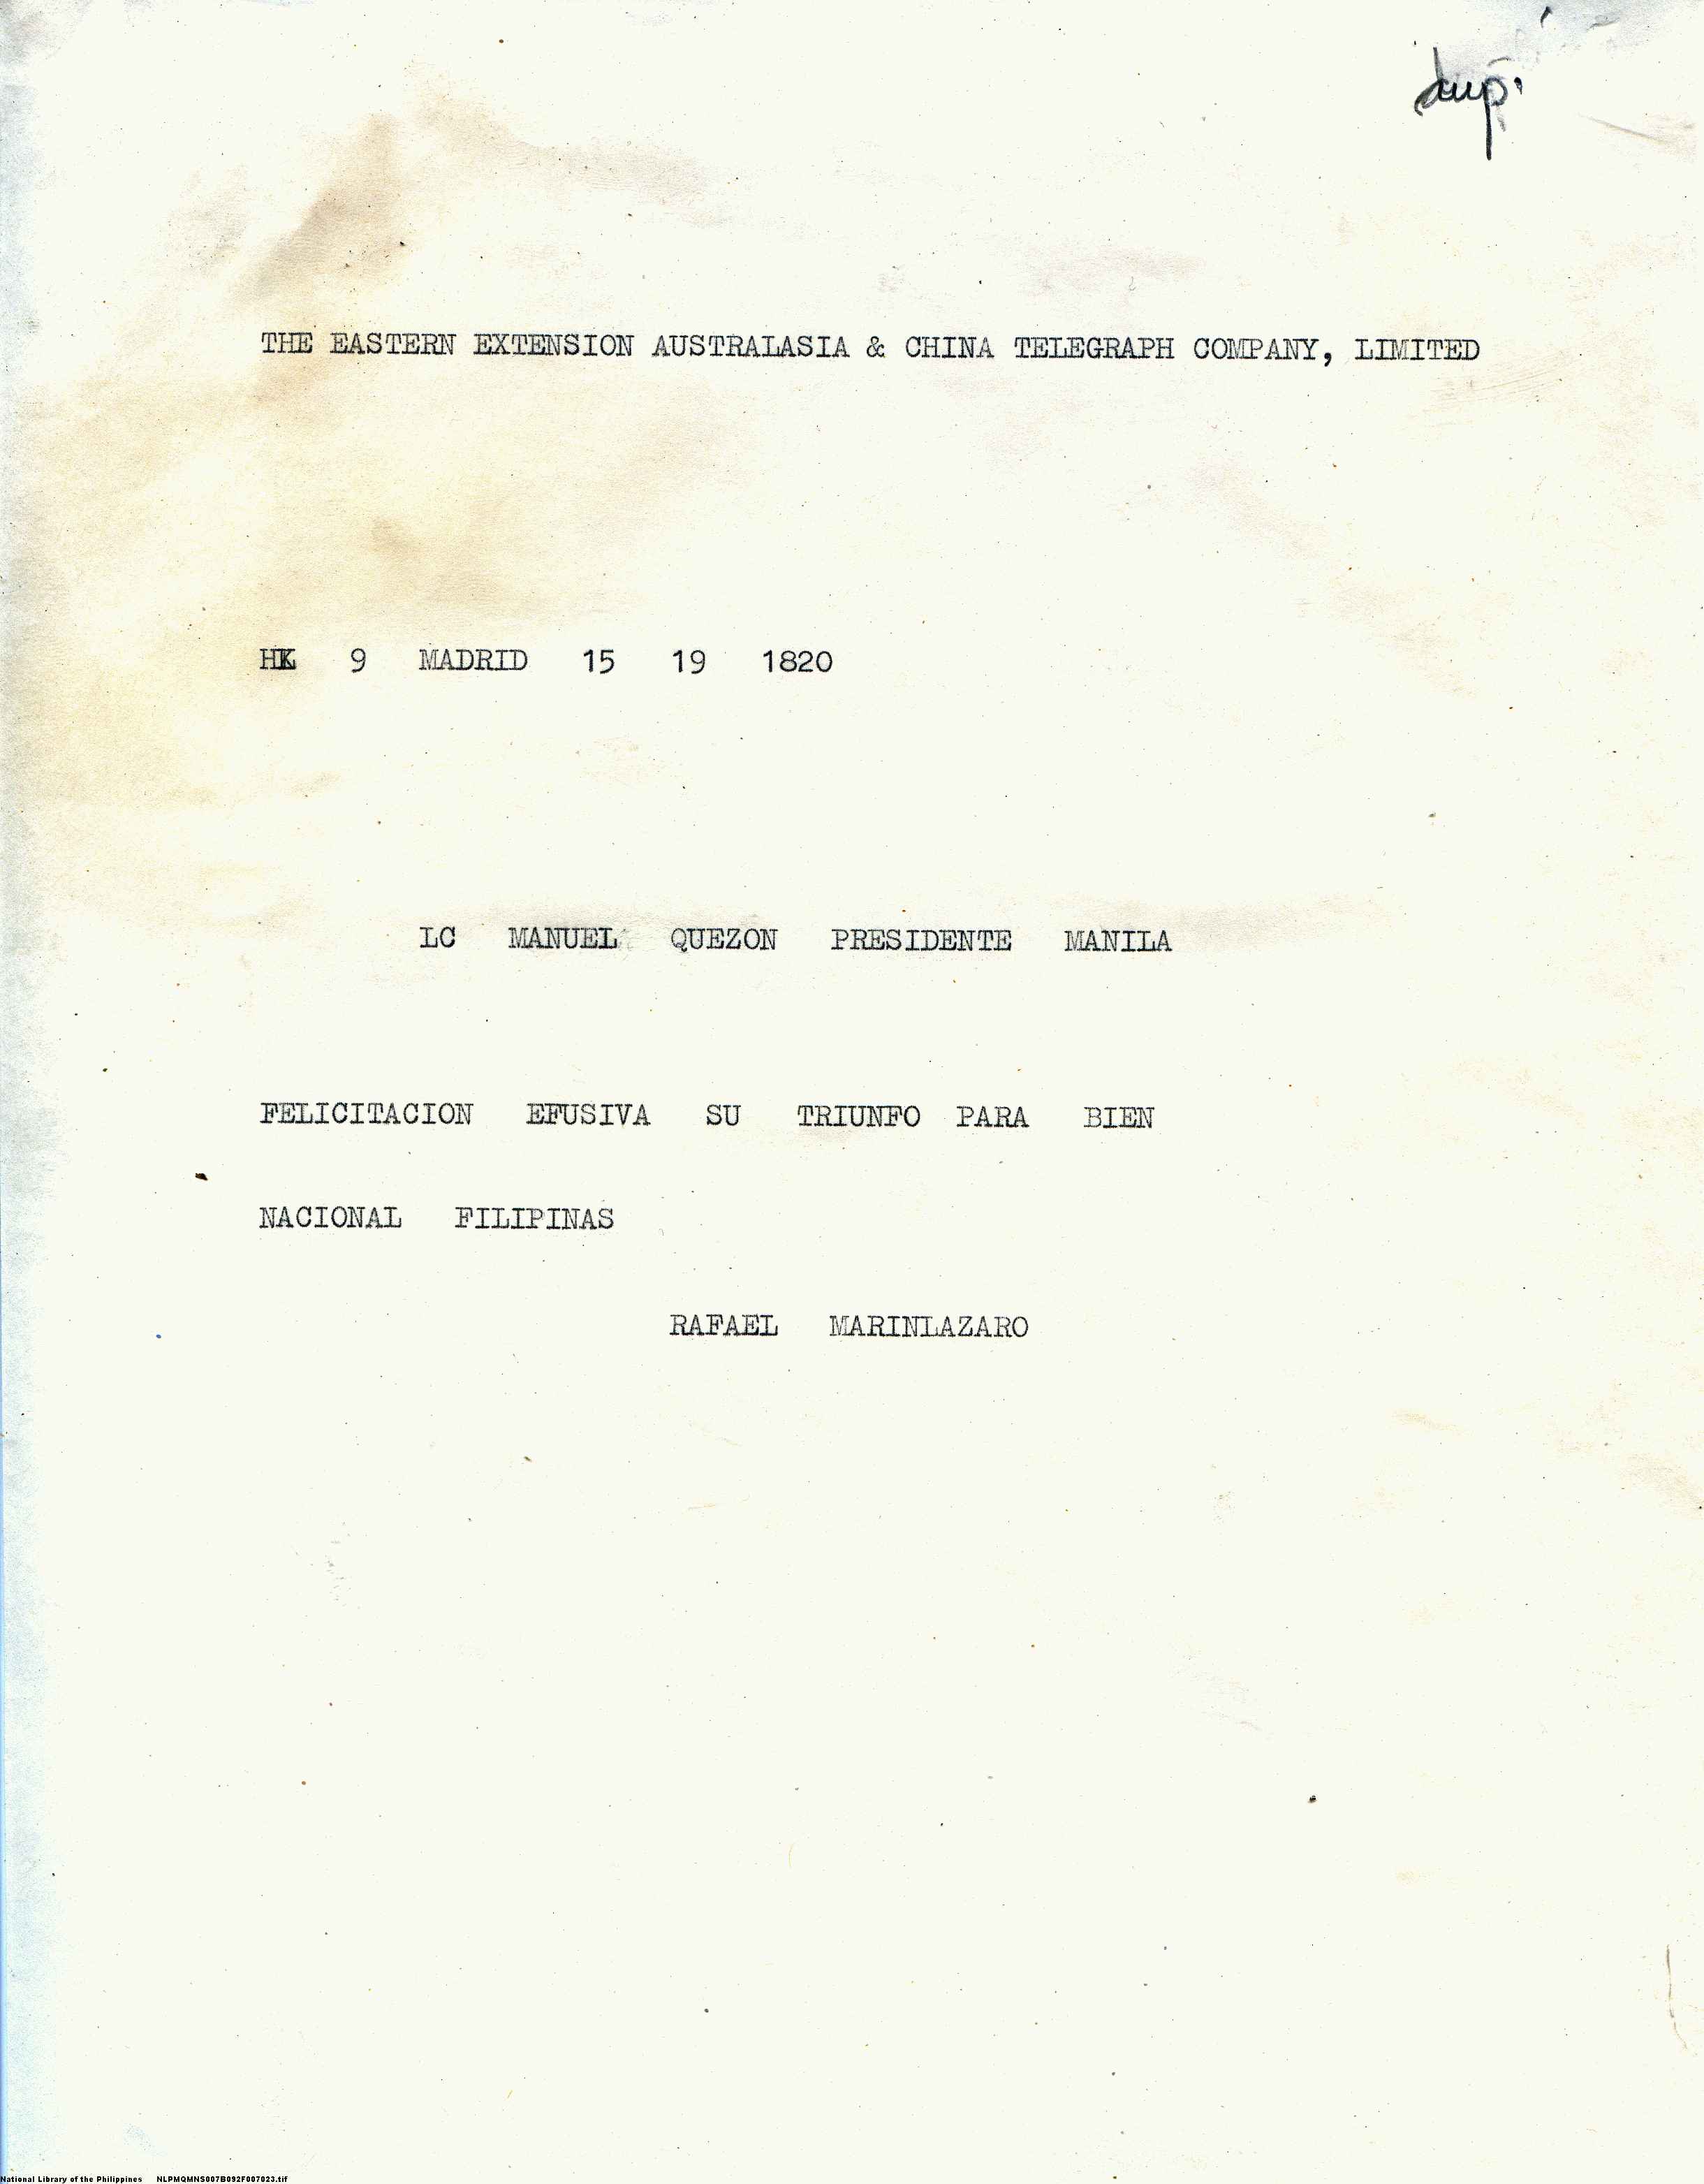 dup.
THE EASTERN EXTENSION AUSTRALASIA & CHINA TELEGRAPH COMPANY, LIMITED
HK 9 MADRID 15 19 1820
LC MANUEL QUEZON PRESIDENTE MANILA
FELICITACION EFUSIVA SU TRIUNFO PARA BIEN
NACIONAL FILIPINAS
RAFAEL MARINLAZARO
National Library of the Philippines NLPMQMNS007B092F007023.tif